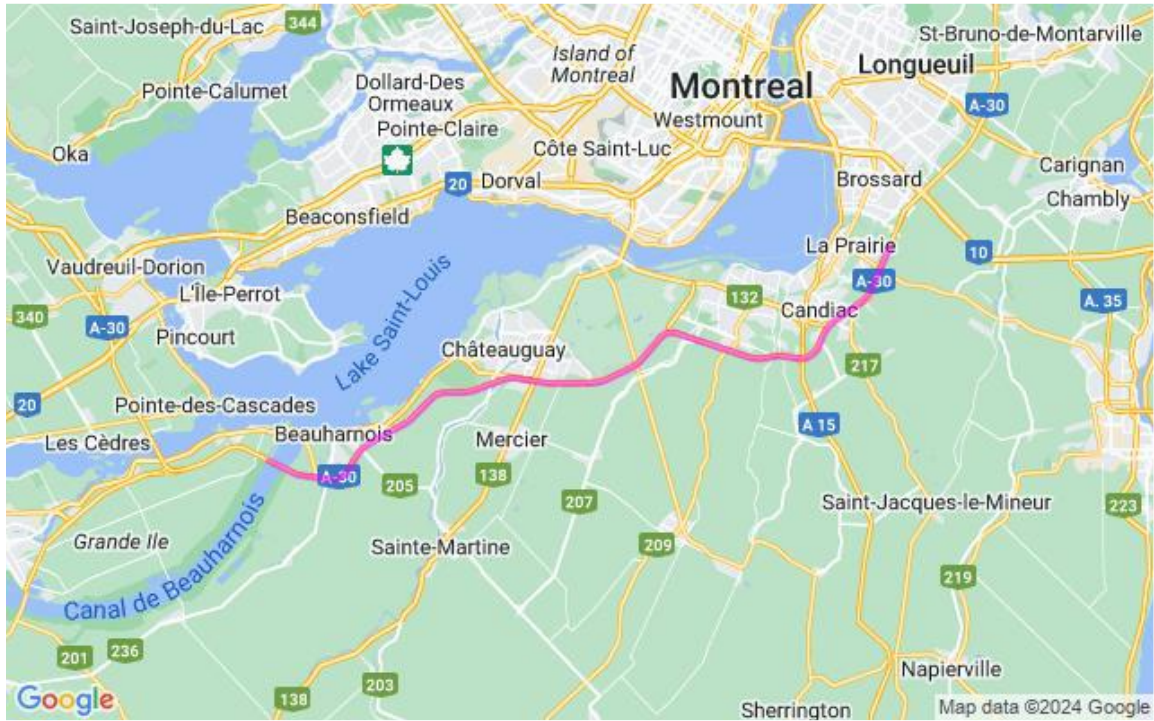 Saint-Joseph-du-Lac
344
St-Bruno-de-Montarville
Island of
Montreal
Longueuil
Montreal
Dollard-Des
Ormeaux
Pointe-Calumet
A-30
Westmount
Pointe-Claire
Côte Saint-Luc
Oka
Carignan
20
Dorval
Brossard
Chambly
Beaconsfield
La Prairie
10
Vaudreuil-Dorion
Lake Saint-Louis
A-30
L'Île-Perrot
132
A. 35
340
A-30
Candiac
Pincourt
Châteauguay
217
20
Pointe-des-Cascades
A 15
Beauharnois
Les Cèdres
Mercier
A-30
205
138
207
Saint-Jacques-le-Mineur
223
Grande Ile
Sainte-Martine
209
219
Canal de Beauharnois
236
201
203
Napierville
138
Google
Sherrington
Map data ©2024 Google